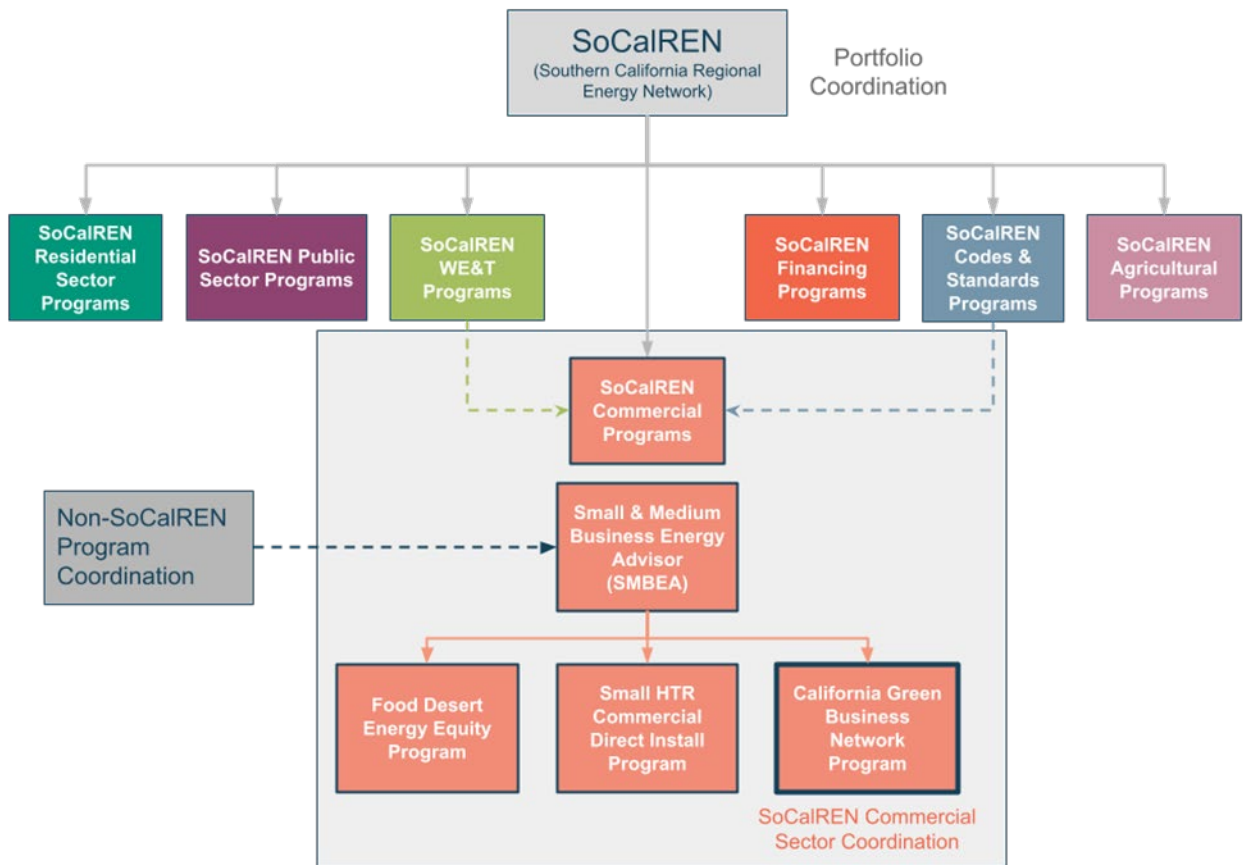 SoCalREN
(Southern California Regional
Energy Network)
Portfolio
Coordination
SoCalREN
Residential
Sector
Programs
SoCalREN Public
Sector Programs
SoCalREN
WE&T
Programs
SoCalREN
Financing
Programs
SoCalREN
Codes &
Standards
Programs
SoCalREN
Agricultural
Programs
SoCalREN
Commercial
Programs
Non-SoCalREN
Program
Coordination
Small & Medium
Business Energy
Advisor
(SMBEA)
Food Desert
Energy Equity
Program
Small HTR
Commercial
Direct Install
Program
California Green
Business
Network
Program
SoCalREN Commercial
Sector Coordination